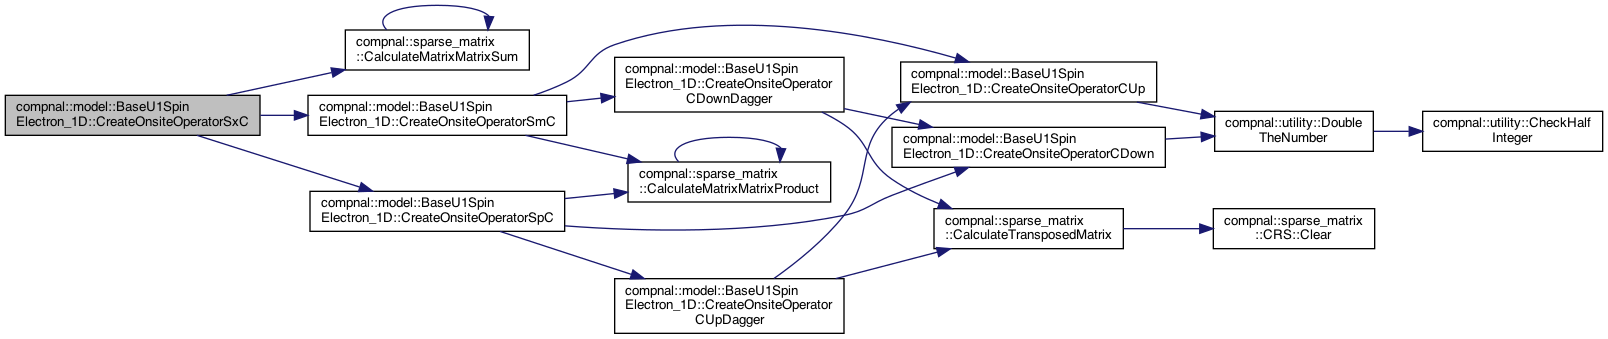 compnal::model::BaseU1Spin
Electron_1D::CreateOnsiteOperatorSxC
compnal::sparse_matrix
::CalculateMatrixMatrixSum
compnal::model::BaseU1Spin
Electron_1D::CreateOnsiteOperatorSmC
compnal::model::BaseU1Spin
Electron_1D::CreateOnsiteOperatorSpC
compnal::model::BaseU1Spin
Electron_1D::CreateOnsiteOperator
CDownDagger
compnal::sparse_matrix
::CalculateMatrixMatrixProduct
compnal::model::BaseU1Spin
Electron_1D::CreateOnsiteOperator
CUpDagger
compnal::model::BaseU1Spin
Electron_1D::CreateOnsiteOperatorCUp
compnal::model::BaseU1Spin
Electron_1D::CreateOnsiteOperatorCDown
compnal::sparse_matrix
::CalculateTransposedMatrix
compnal::utility::Double
TheNumber
compnal::sparse_matrix
::CRS::Clear
compnal::utility::CheckHalf
Integer